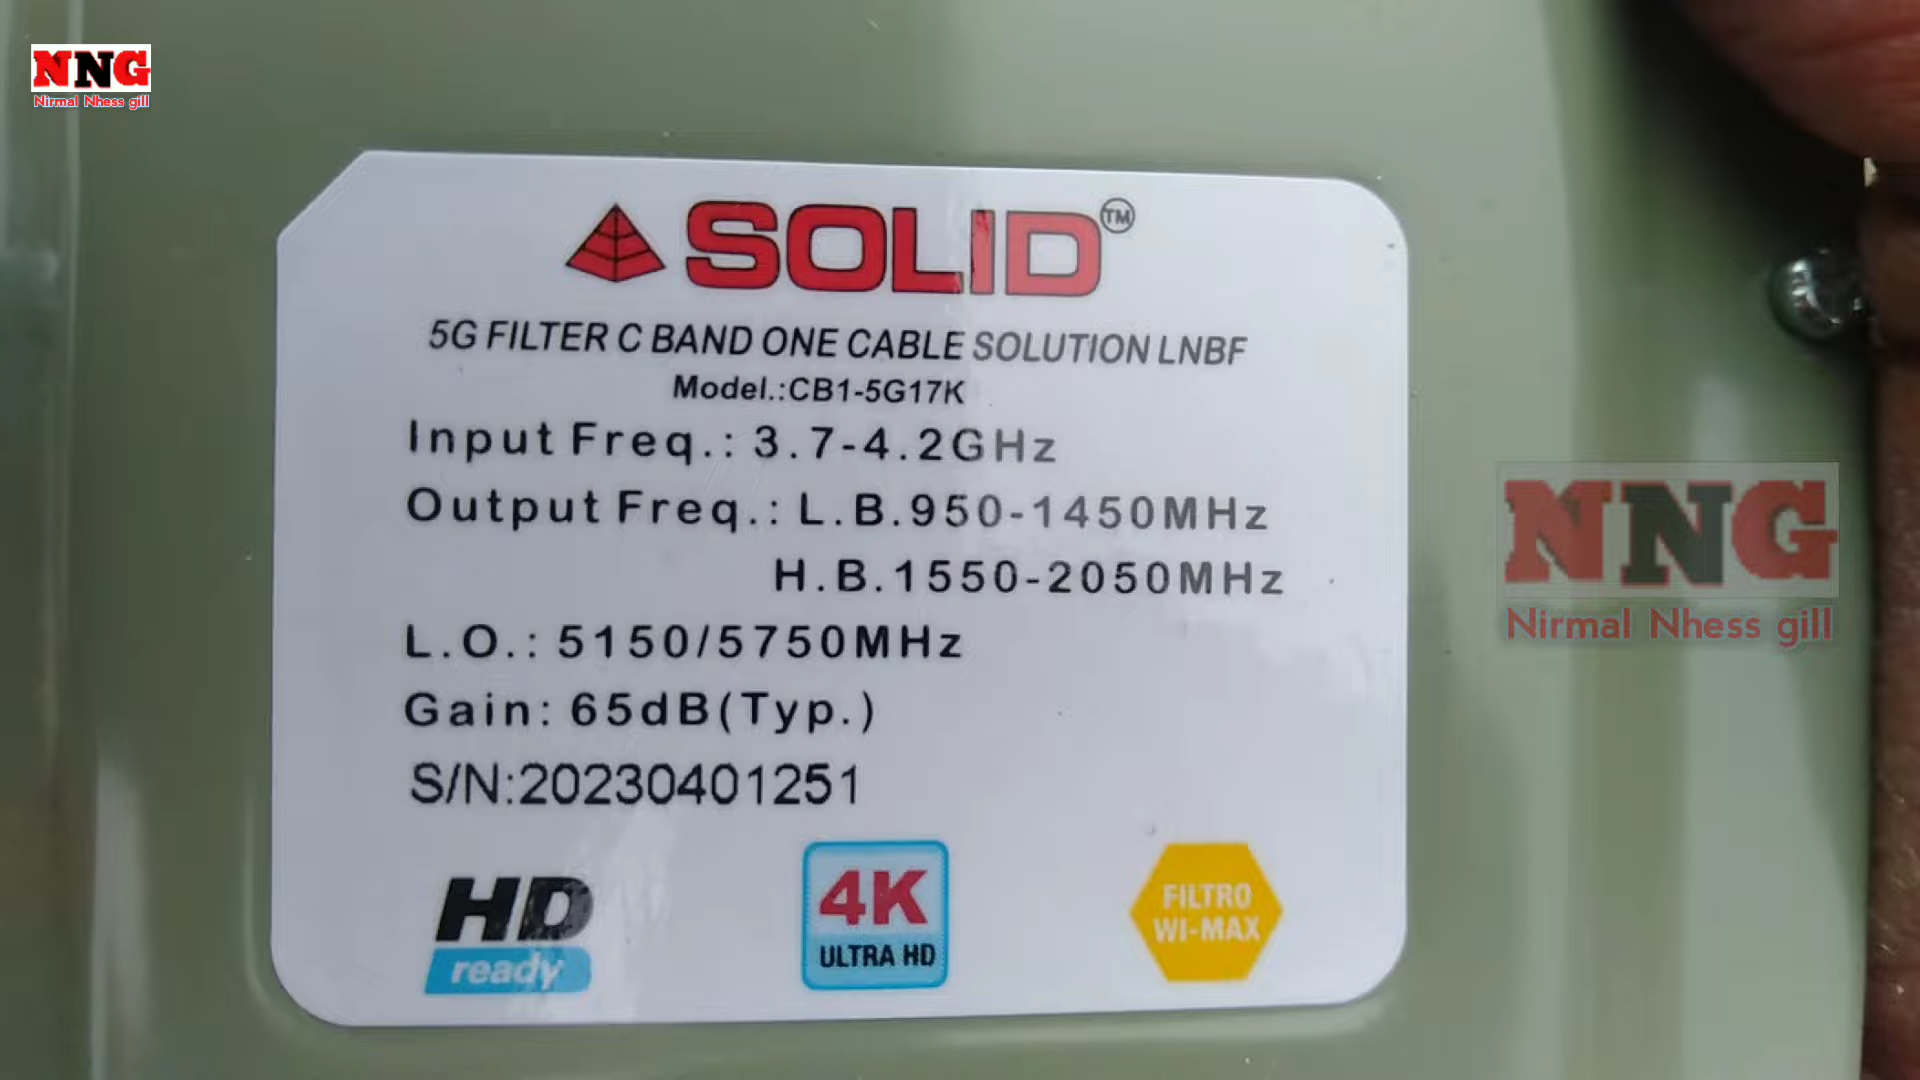 NNG
Nirmal Nhess gill
SOLID™
5G FILTER C BAND ONE CABLE SOLUTION LNBF
Model.:CB1-5G17K
Input Freq.: 3.7-4.2GHz
Output Freq.: L.B.950-1450MHz
H.B.1550-2050MHz
L.O.: 5150/5750MHz
Gain: 65dB(Typ.)
S/N:20230401251
HD
ready
4K
ULTRA HD
FILTRO
WI-MAX
NNG
Nirmal Nhess gill